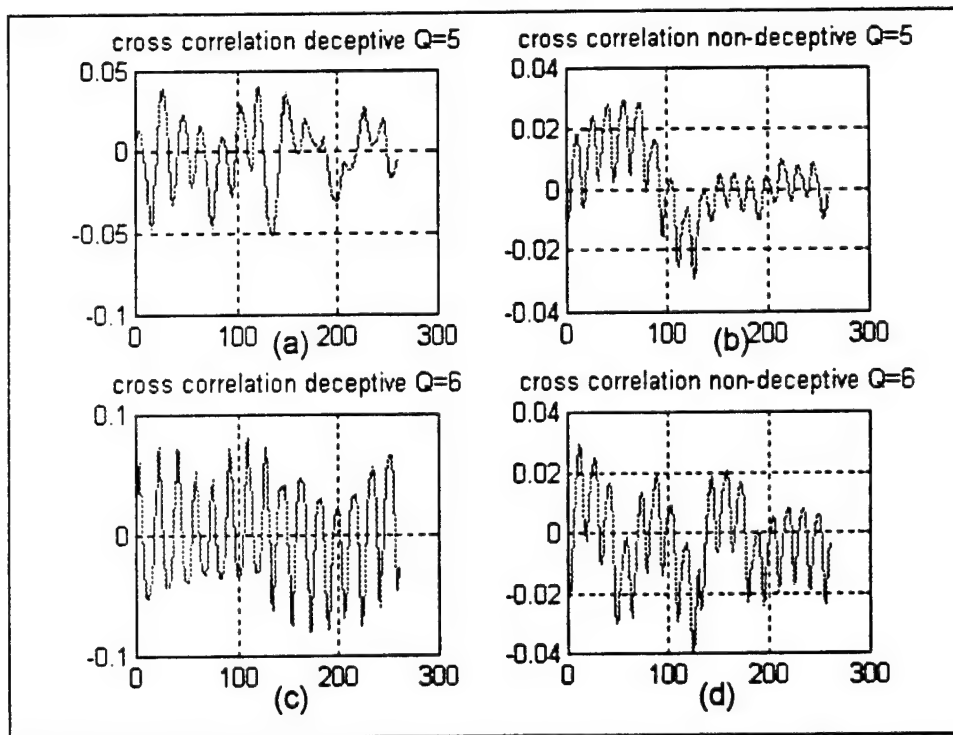 cross correlation deceptive Q=5
0.05
0
-0.05
-0.1
0 100 200 300
(a)
cross correlation non-deceptive Q=5
0.04
0.02
0
-0.02
-0.04
0 100 200 300
(b)
cross correlation deceptive Q=6
0.1
0
-0.1
0 100 200 300
(c)
cross correlation non-deceptive Q=6
0.04
0.02
0
-0.02
-0.04
0 100 200 300
(d)